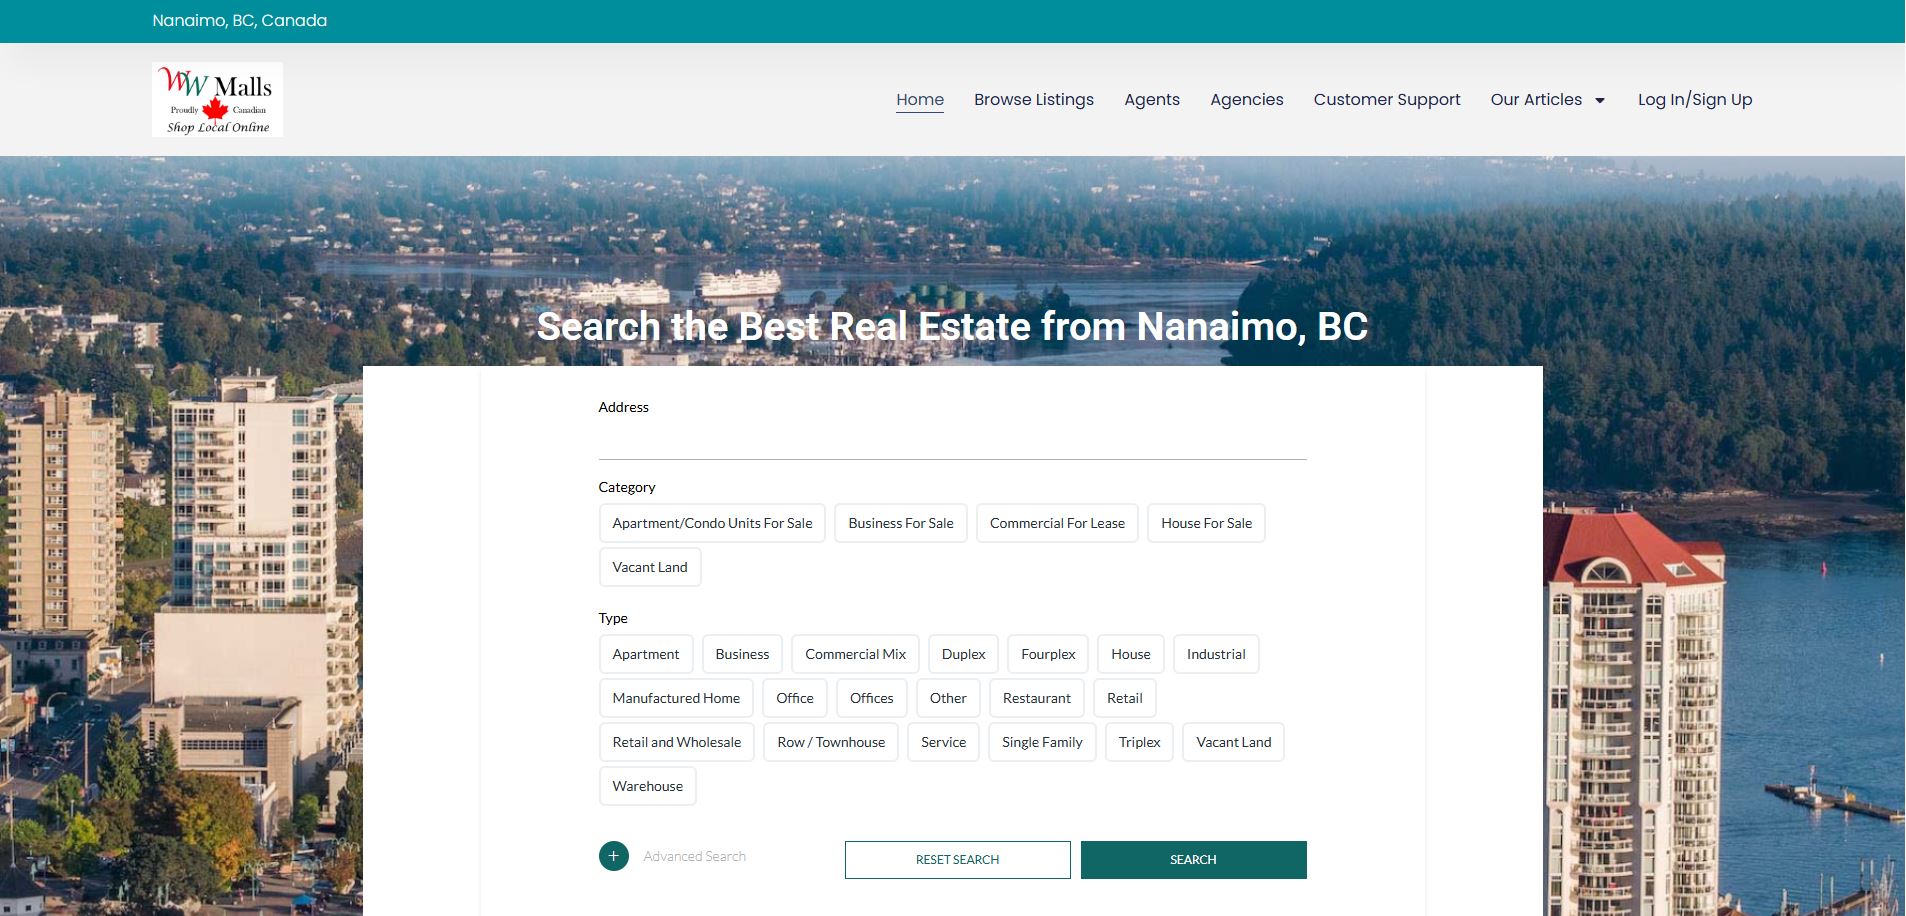 Nanaimo, BC, Canada
WW Malls
Proudly Canadian
Shop Local Online
Home Browse Listings Agents Agencies Customer Support Our Articles Log In/Sign Up
Search the Best Real Estate from Nanaimo, BC
Address
Category
Apartment/Condo Units For Sale Business For Sale Commercial For Lease House For Sale
Vacant Land
Type
Apartment Business Commercial Mix Duplex Fourplex House Industrial
Manufactured Home Office Offices Other Restaurant Retail
Retail and Wholesale Row / Townhouse Service Single Family Triplex Vacant Land
Warehouse
+ Advanced Search RESET SEARCH SEARCH